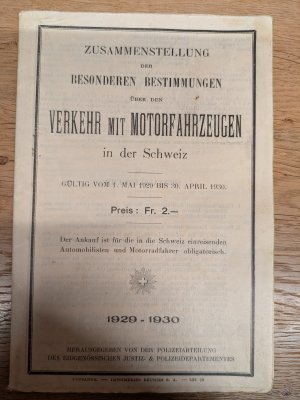 ZUSAMMENSTELLUNG
DER
BESONDEREN BESTIMMUNGEN
ÜBER DEN
VERKEHR MIT MOTORFAHRZEUGEN
in der Schweiz
GÜLTIG VOM 1. MAI 1929 BIS 30. APRIL 1930.
Preis: Fr. 2.—
Der Ankauf ist für die in die Schweiz einreisenden
Automobilisten und Motorradfahrer obligatorisch.
1929 - 1930
HERAUSGEGEBEN VON DER POLIZEIABTEILUNG
DES EIDGENÖSSISCHEN JUSTIZ- & POLIZEIDEPARTEMENTES
IMPRIMERIES RÉUNIES S. A.